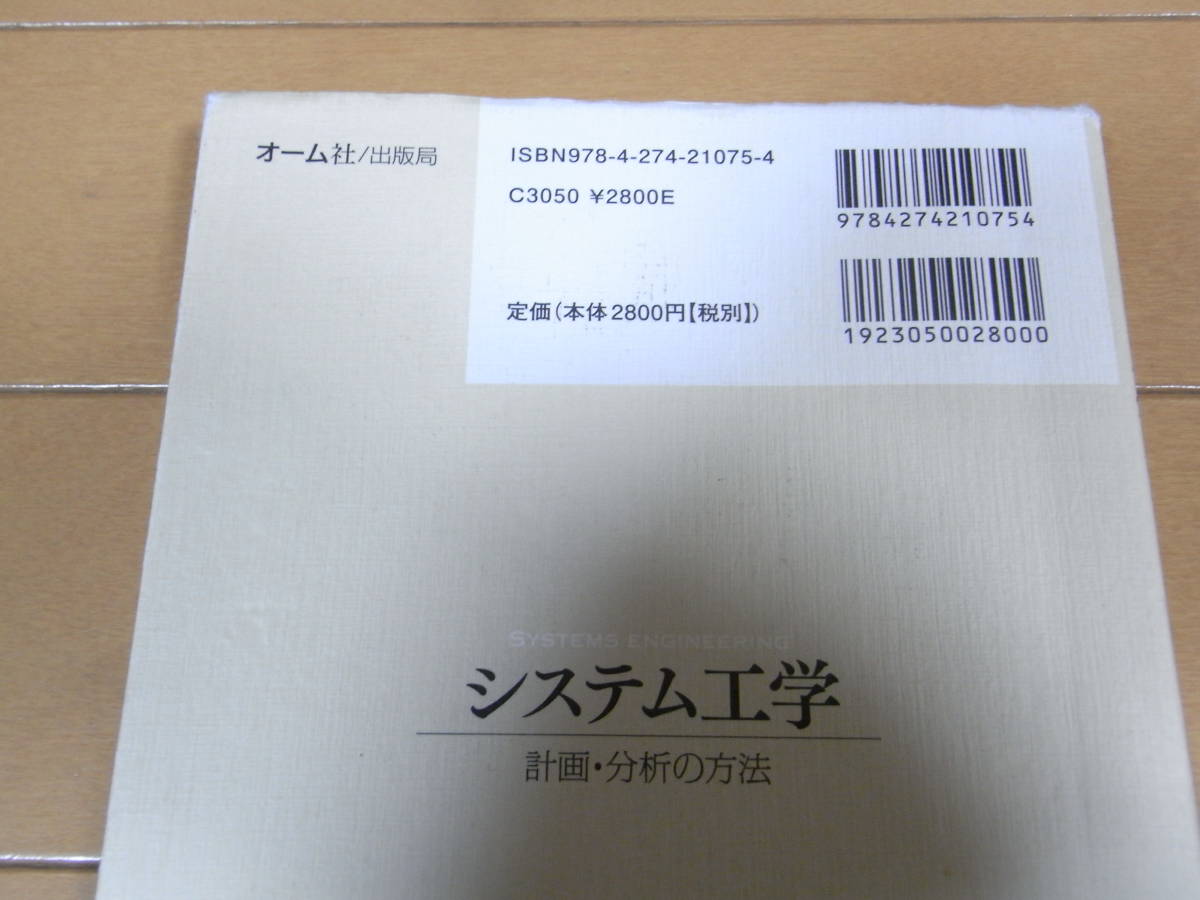 オーム社/出版局
ISBN978-4-274-21075-4
C3050 ¥2800E
定価(本体2800円【税別】)
9784274210754
1923050028000
SYSTEMS ENGINEERING
システム工学
計画・分析の方法